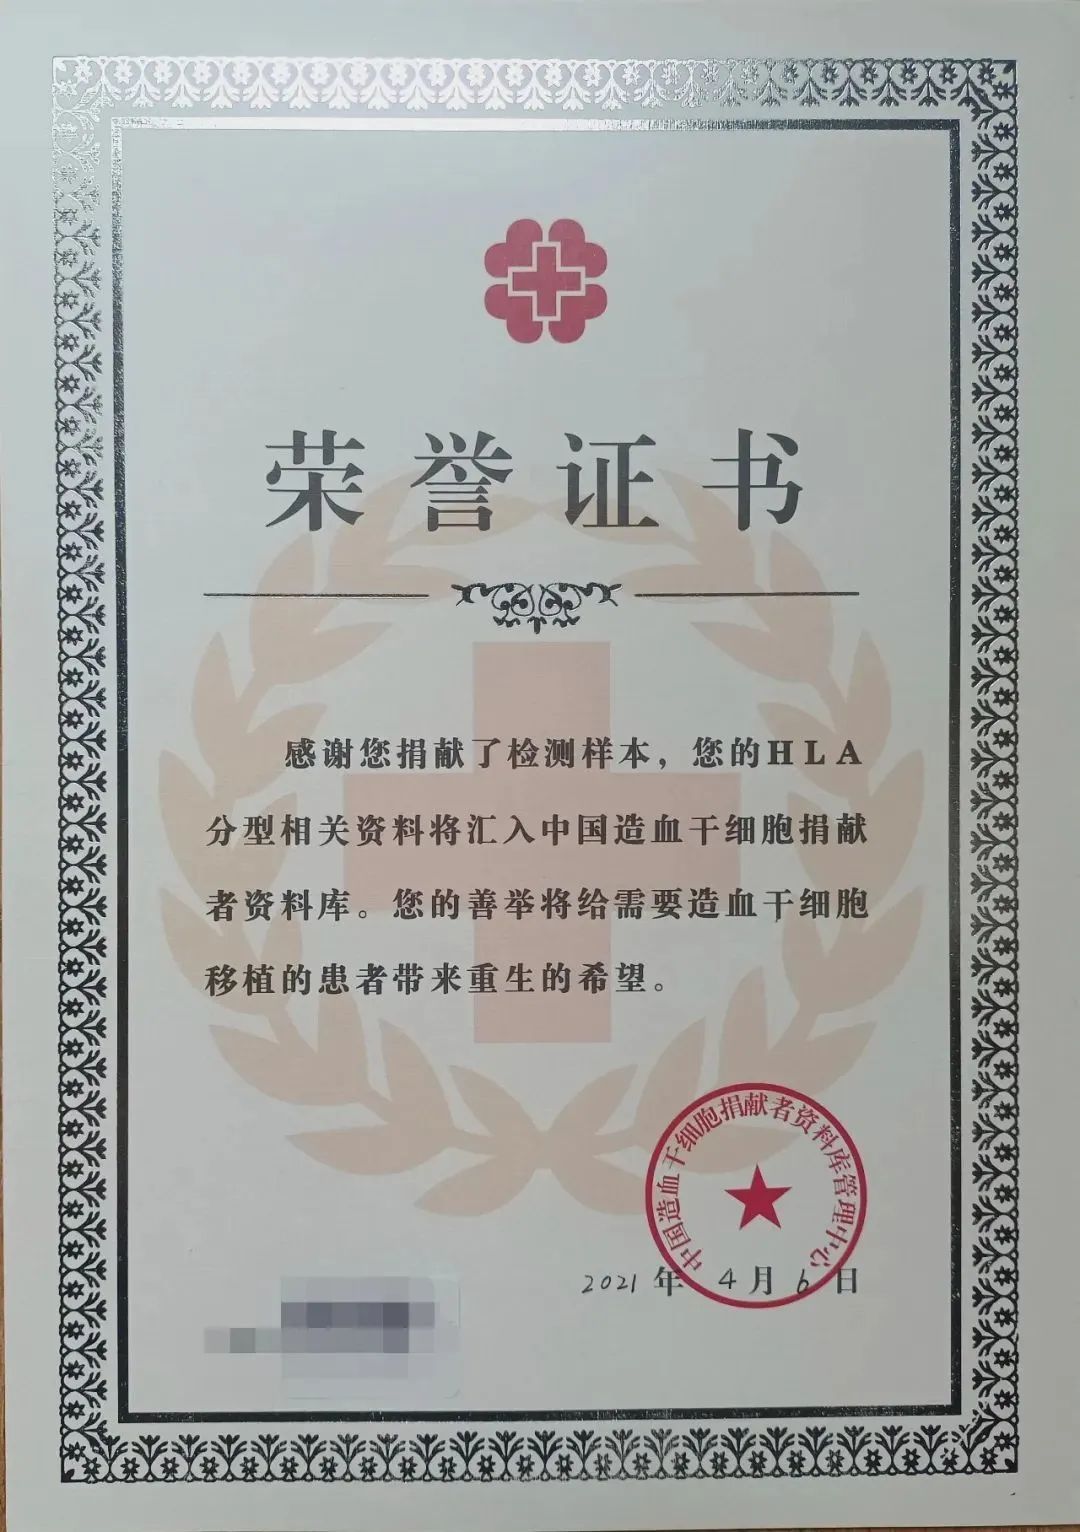 荣誉证书
感谢您捐献了检测样本，您的HLA
分型相关资料将汇入中国造血干细胞捐献
者资料库。您的善举将给需要造血干细胞
移植的患者带来重生的希望。
中国造血干细胞捐献者资料库管理中心
2021年4月6日